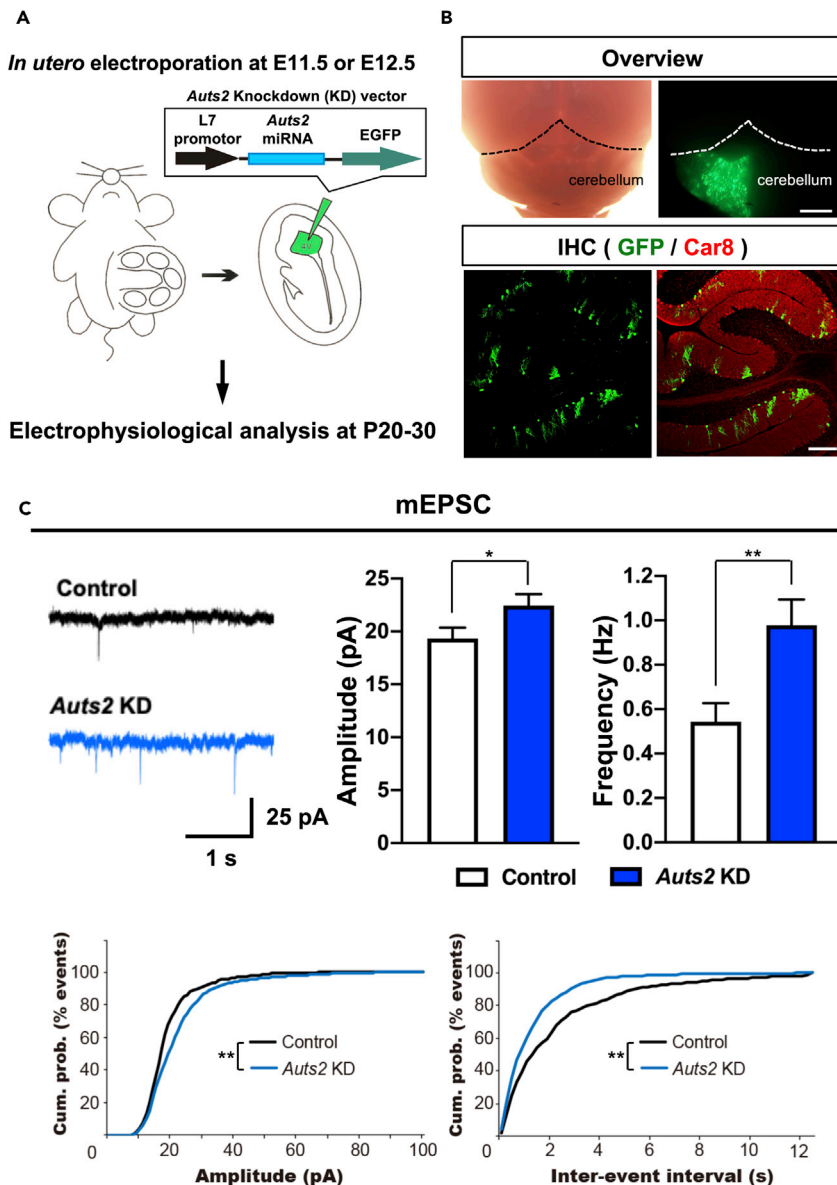 A
In utero electroporation at E11.5 or E12.5
Auts2 Knockdown (KD) vector
L7 promotor
Auts2 miRNA
EGFP
Electrophysiological analysis at P20-30
B
Overview
cerebellum
cerebellum
IHC ( GFP / Car8 )
C
mEPSC
Control
Auts2 KD
25 pA
1 s
Amplitude (pA)
25
20
15
10
5
0
*
Frequency (Hz)
1.2
1.0
0.8
0.6
0.4
0.2
0.0
**
Control
Auts2 KD
Cum. prob. (% events)
100
80
60
40
20
0
20
40
60
80
100
Amplitude (pA)
**
Control
Auts2 KD
Cum. prob. (% events)
100
80
60
40
20
0
2
4
6
8
10
12
Inter-event interval (s)
**
Control
Auts2 KD